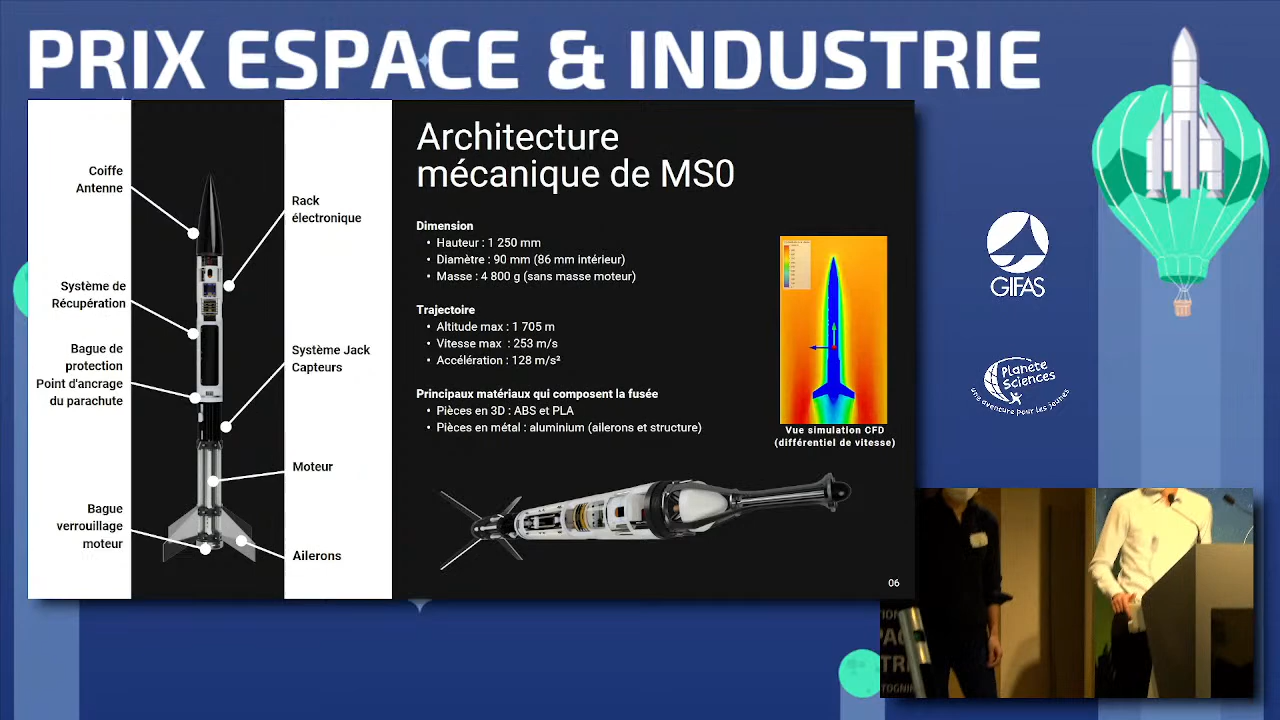 PRIX ESPACE & INDUSTRIE
Coiffe
Antenne
Rack
électronique
Système de
Récupération
Bague de
protection
Point d'ancrage
du parachute
Système Jack
Capteurs
Moteur
Bague
verrouillage
moteur
Ailerons
Architecture
mécanique de MS0
Dimension
• Hauteur : 1 250 mm
• Diamètre : 90 mm (86 mm intérieur)
• Masse : 4 800 g (sans masse moteur)
Trajectoire
• Altitude max : 1 705 m
• Vitesse max : 253 m/s
• Accélération : 128 m/s²
Principaux matériaux qui composent la fusée
• Pièces en 3D : ABS et PLA
• Pièces en métal : aluminium (ailerons et structure)
Vue simulation CFD
(différentiel de vitesse)
06
GIFAS
Planète
Sciences
une aventure pour les jeunes